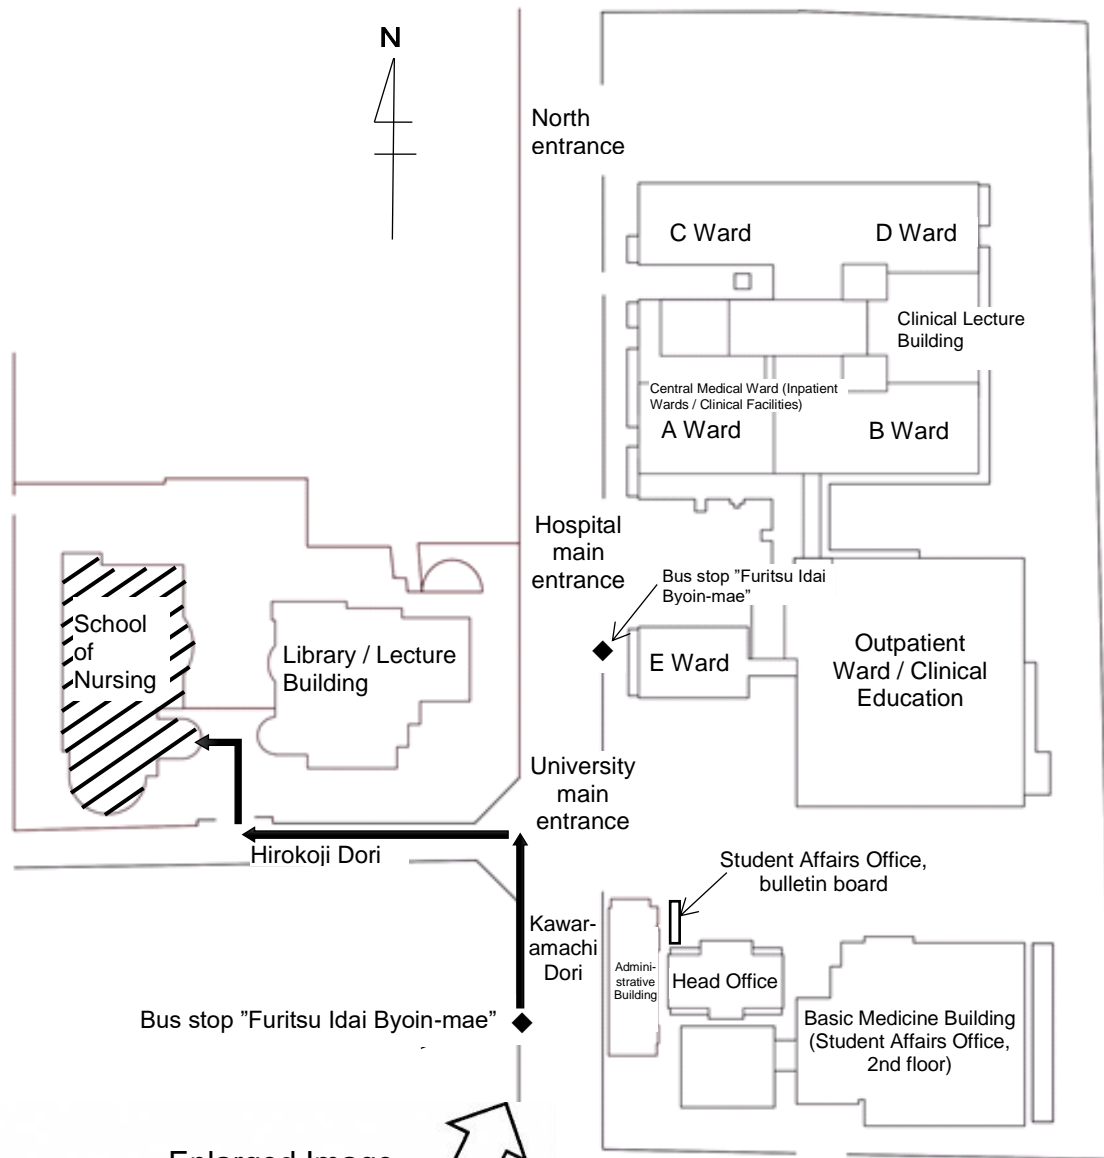 N
North
entrance
C Ward
D Ward
Clinical Lecture
Building
Central Medical Ward (Inpatient
Wards / Clinical Facilities)
A Ward
B Ward
Hospital
main
entrance
Bus stop ”Furitsu Idai
Byoin-mae”
School
of
Nursing
Library / Lecture
Building
E Ward
Outpatient
Ward / Clinical
Education
University
main
entrance
Hirokoji Dori
Student Affairs Office,
bulletin board
Kawar-
amachi
Dori
Admini-
strative
Building
Head Office
Bus stop ”Furitsu Idai Byoin-mae”
Basic Medicine Building
(Student Affairs Office,
2nd floor)
Enlarged Image